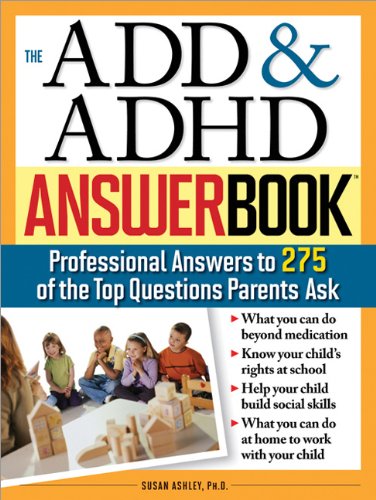 THE ADD &
ADHD
ANSWERBOOK™
Professional Answers to 275
of the Top Questions Parents Ask
▸ What you can do
beyond medication
▸ Know your child's
rights at school
▸ Help your child
build social skills
▸ What you can do
at home to work
with your child
SUSAN ASHLEY, PH.D.